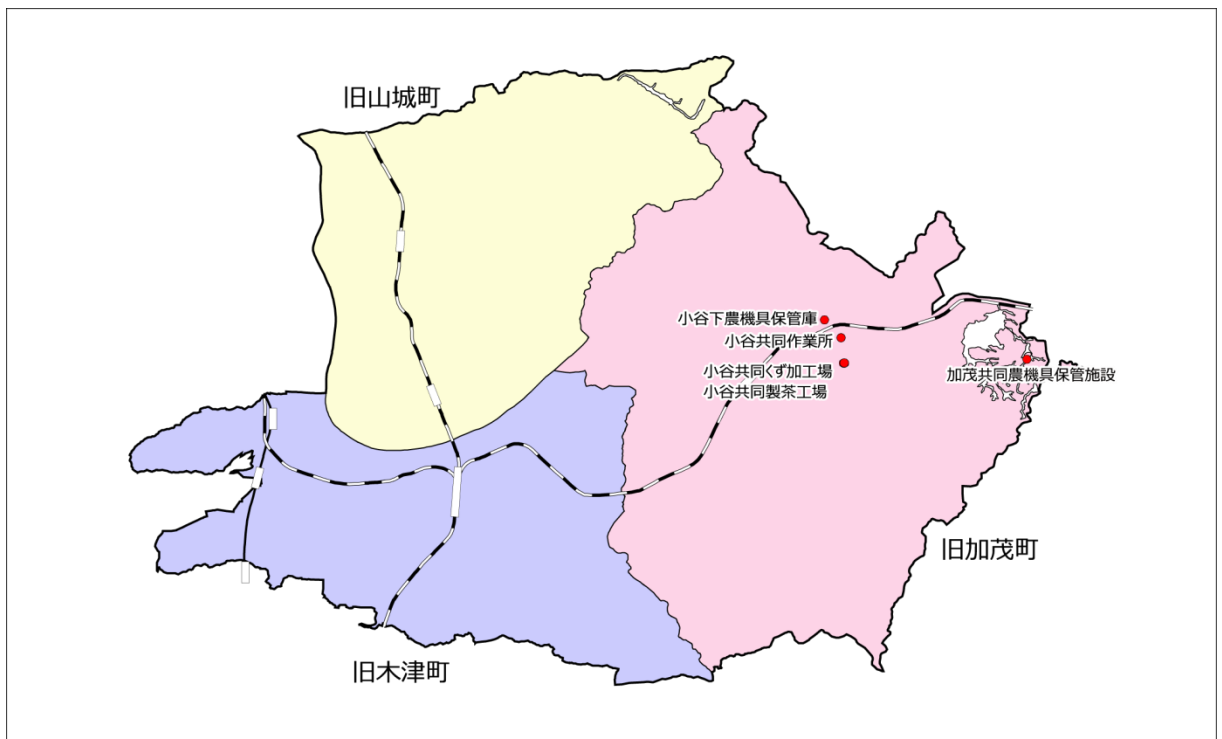 旧山城町
小谷下農機具保管庫
小谷共同作業所
小谷共同くず加工場
小谷共同製茶工場
加茂共同農機具保管施設
旧加茂町
旧木津町